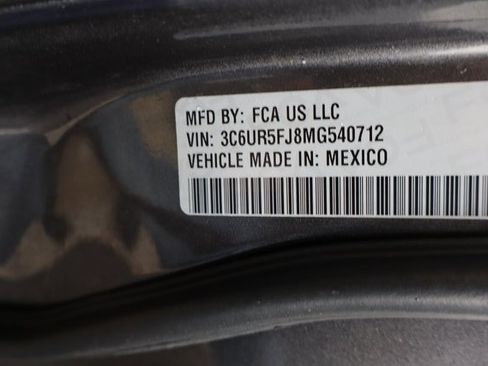 MFD BY: FCA US LLC
VIN: 3C6UR5FJ8MG540712
VEHICLE MADE IN: MEXICO